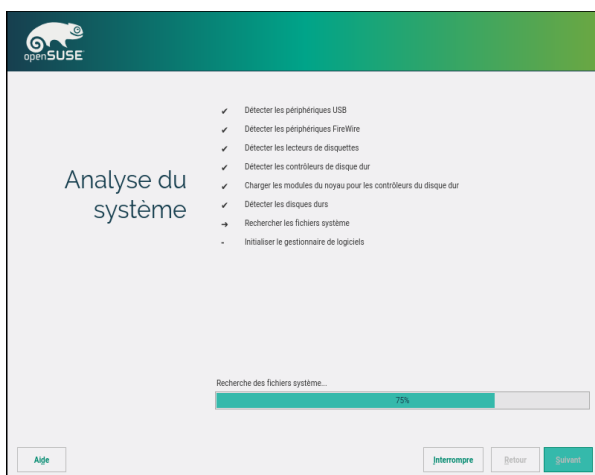 openSUSE
Analyse du
système
✔ Détecter les périphériques USB
✔ Détecter les périphériques FireWire
✔ Détecter les lecteurs de disquettes
✔ Détecter les contrôleurs de disque dur
✔ Charger les modules du noyau pour les contrôleurs du disque dur
✔ Détecter les disques durs
➔ Rechercher les fichiers système
- Initialiser le gestionnaire de logiciels
Recherche des fichiers système...
75%
Aide
Interrompre
Retour
Suivant